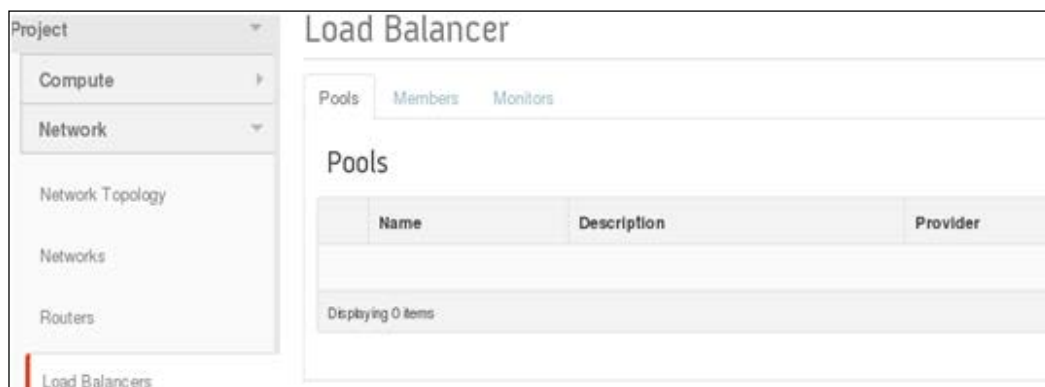 Project
Compute
Network
Network Topology
Networks
Routers
Load Balancers
Load Balancer
Pools Members Monitors
Pools
Name Description Provider
Displaying 0 items